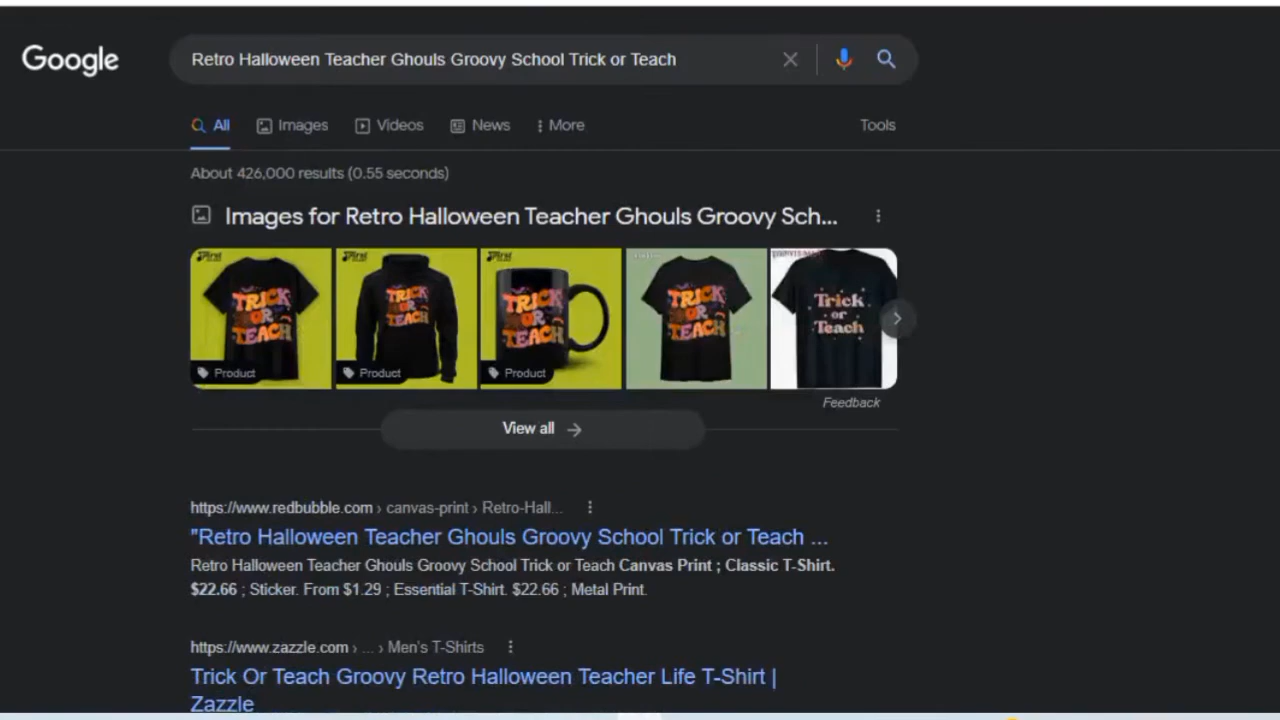 Google
Retro Halloween Teacher Ghouls Groovy School Trick or Teach
All Images Videos News More Tools
About 426,000 results (0.55 seconds)
Images for Retro Halloween Teacher Ghouls Groovy Sch...
TRICK OR TEACH
TRICK OR TEACH
TRICK OR TEACH
TRICK OR TEACH
Trick or Teach
Product Product Product
Feedback
View all
https://www.redbubble.com › canvas-print › Retro-Hall...
"Retro Halloween Teacher Ghouls Groovy School Trick or Teach ...
Retro Halloween Teacher Ghouls Groovy School Trick or Teach Canvas Print ; Classic T-Shirt.
$22.66 ; Sticker. From $1.29 ; Essential T-Shirt. $22.66 ; Metal Print.
https://www.zazzle.com › ... › Men's T-Shirts
Trick Or Teach Groovy Retro Halloween Teacher Life T-Shirt |
Zazzle